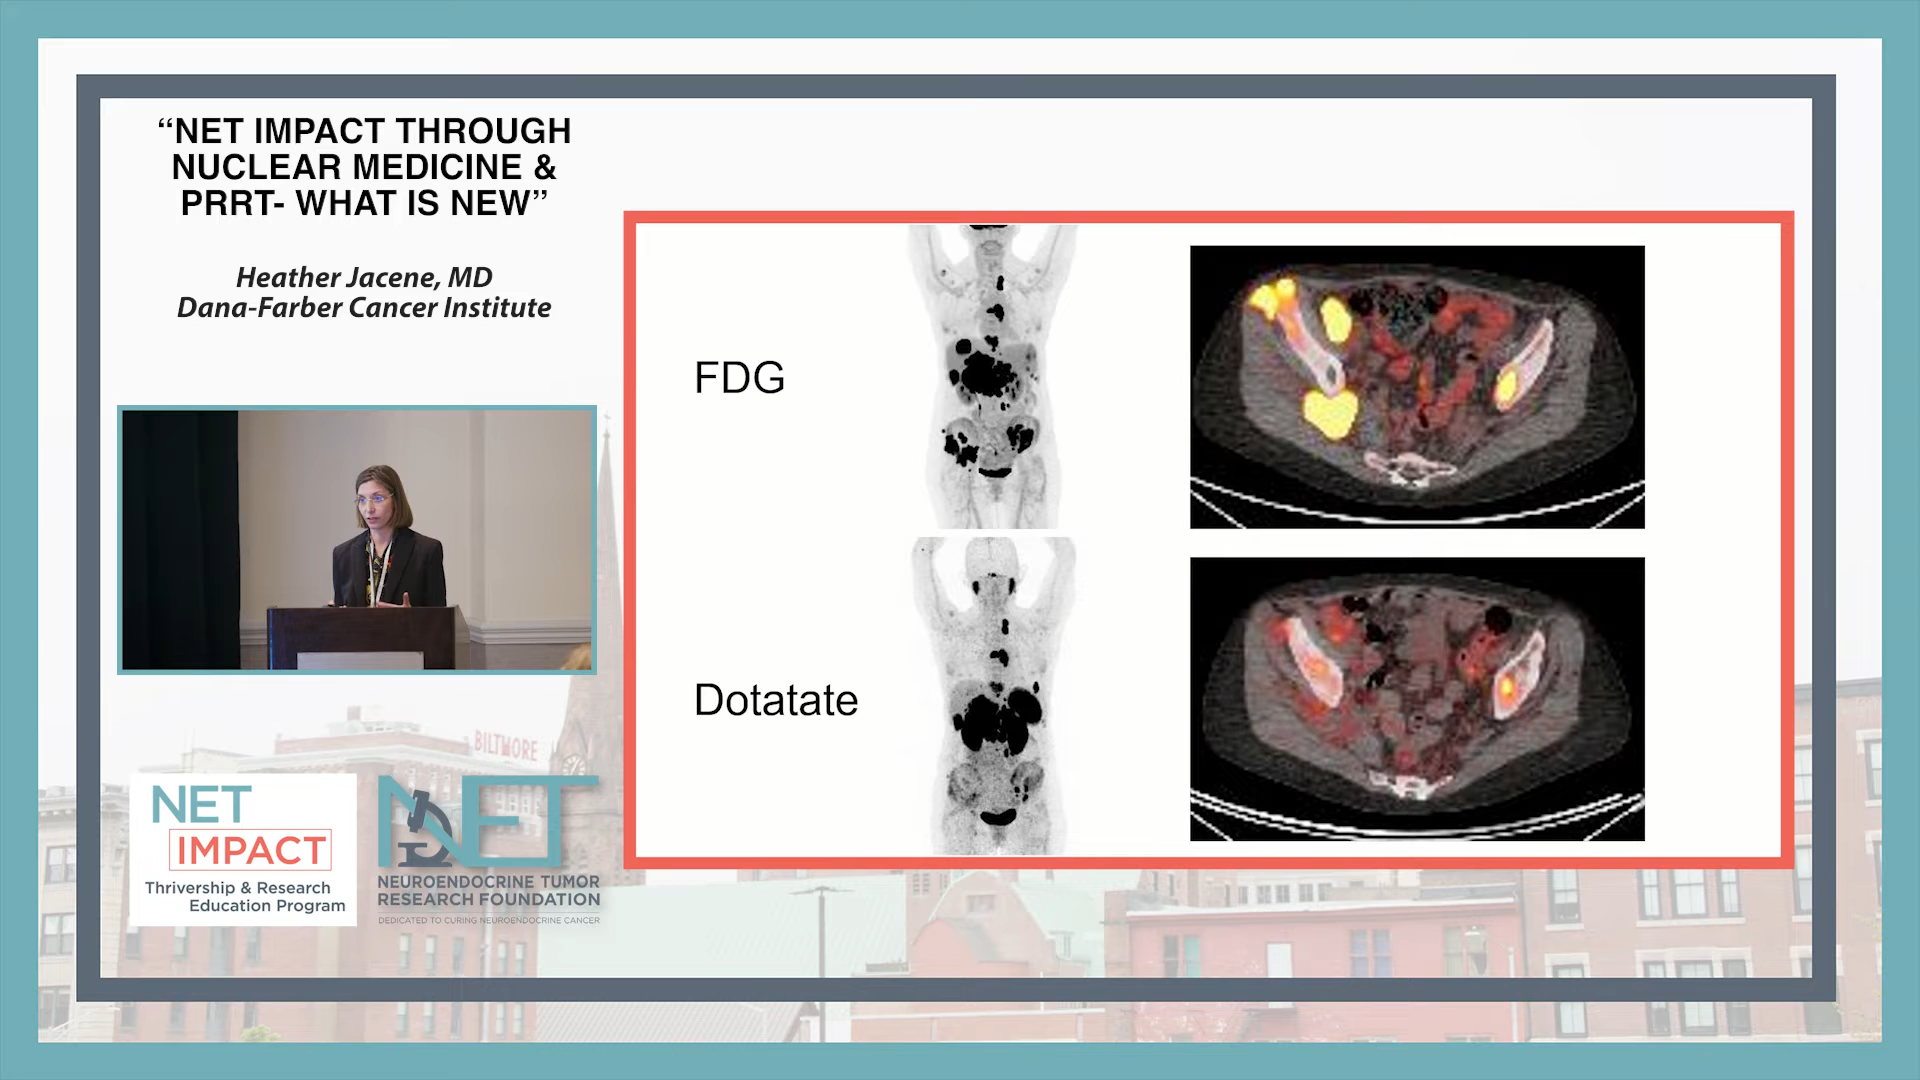 “NET IMPACT THROUGH
NUCLEAR MEDICINE &
PRRT- WHAT IS NEW”
Heather Jacene, MD
Dana-Farber Cancer Institute
FDG
Dotatate
BILTMORE
NET
IMPACT
Thrivership & Research
Education Program
NET
NEUROENDOCRINE TUMOR
RESEARCH FOUNDATION
DEDICATED TO CURING NEUROENDOCRINE CANCER